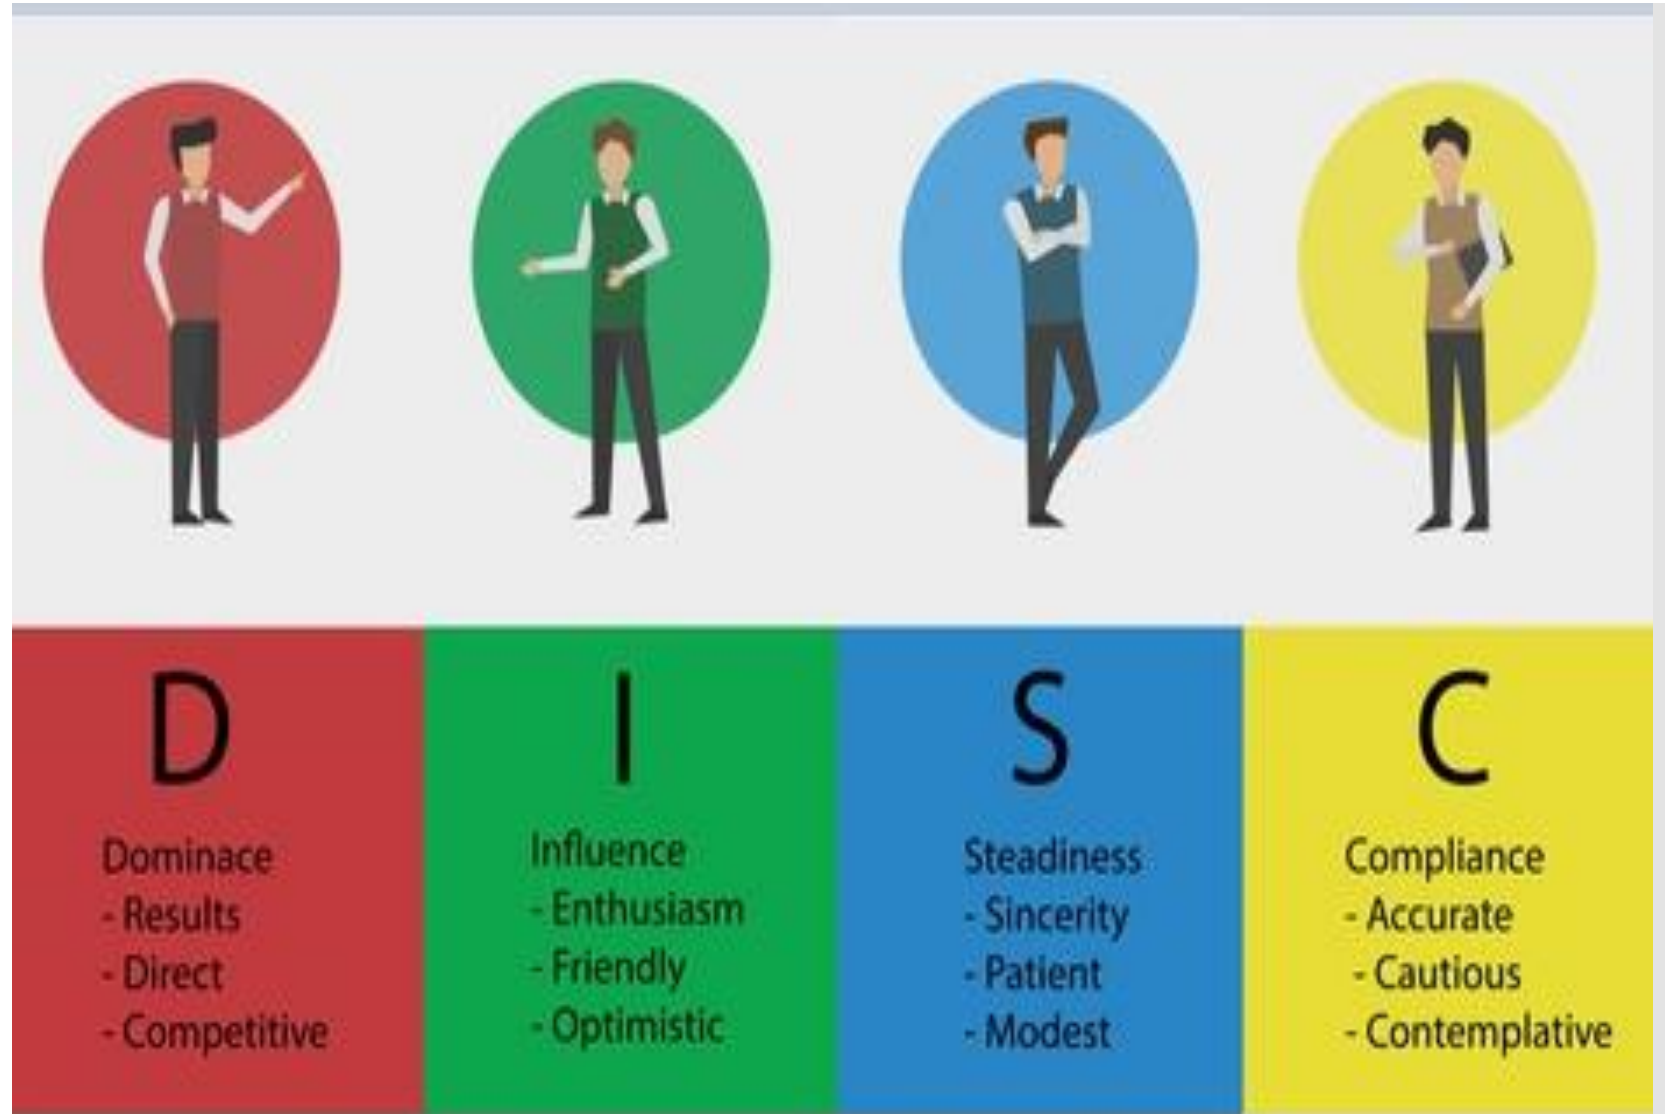 D
Dominace
- Results
- Direct
- Competitive
I
Influence
- Enthusiasm
- Friendly
- Optimistic
S
Steadiness
- Sincerity
- Patient
- Modest
C
Compliance
- Accurate
- Cautious
- Contemplative